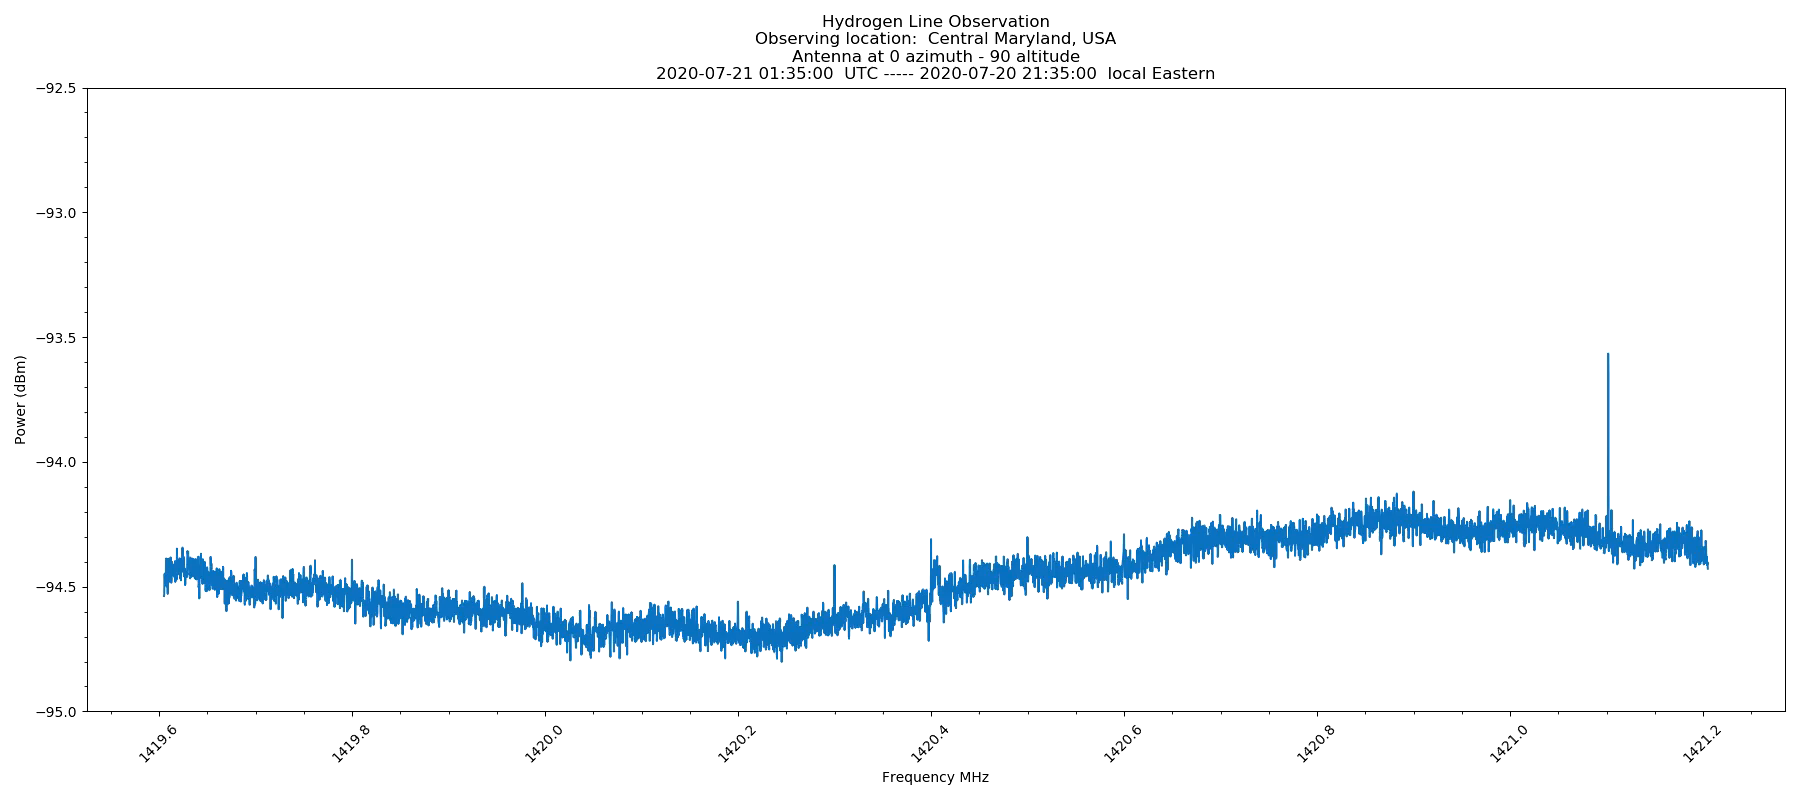 Hydrogen Line Observation
Observing location:  Central Maryland, USA
Antenna at 0 azimuth - 90 altitude
2020-07-21 01:35:00  UTC ----- 2020-07-20 21:35:00  local Eastern
−92.5
−93.0
−93.5
−94.0
−94.5
−95.0
Power (dBm)
1419.6
1419.8
1420.0
1420.2
1420.4
1420.6
1420.8
1421.0
1421.2
Frequency MHz